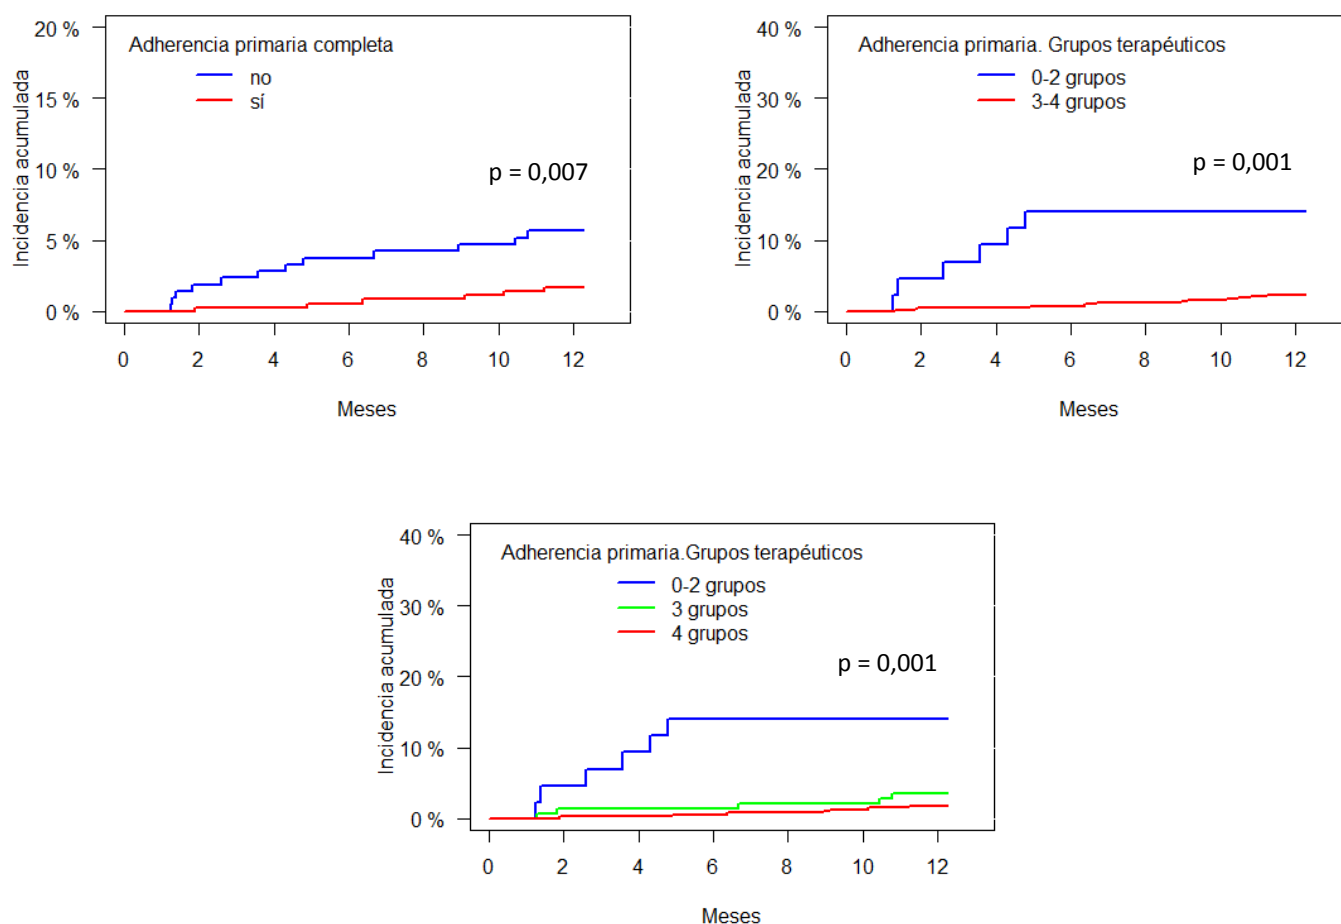 Adherencia primaria completa
no
sí
p = 0,007
Incidencia acumulada
20 %
15 %
10 %
5 %
0 %
0 2 4 6 8 10 12
Meses
Adherencia primaria. Grupos terapéuticos
0-2 grupos
3-4 grupos
p = 0,001
Incidencia acumulada
40 %
30 %
20 %
10 %
0 %
0 2 4 6 8 10 12
Meses
Adherencia primaria.Grupos terapéuticos
0-2 grupos
3 grupos
4 grupos
p = 0,001
Incidencia acumulada
40 %
30 %
20 %
10 %
0 %
0 2 4 6 8 10 12
Meses